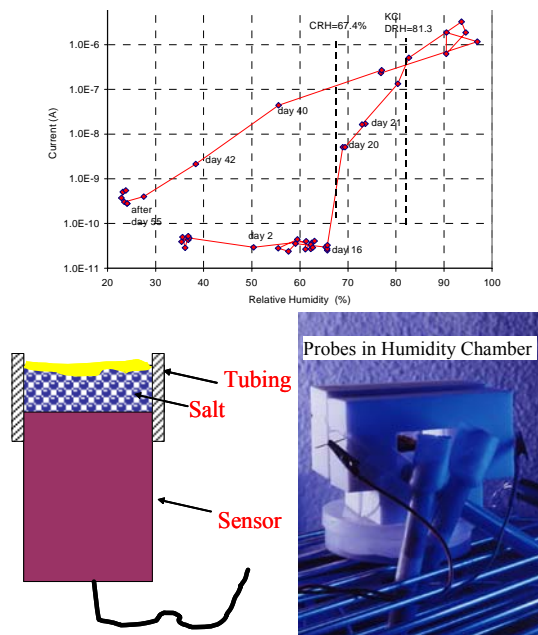 KCl
CRH=67.4%
DRH=81.3
1.0E-6
1.0E-7
1.0E-8
1.0E-9
1.0E-10
1.0E-11
Current (A)
day 40
day 21
day 20
day 42
after
day 55
day 2
day 16
20 30 40 50 60 70 80 90 100
Relative Humidity (%)
Tubing
Salt
Sensor
Probes in Humidity Chamber